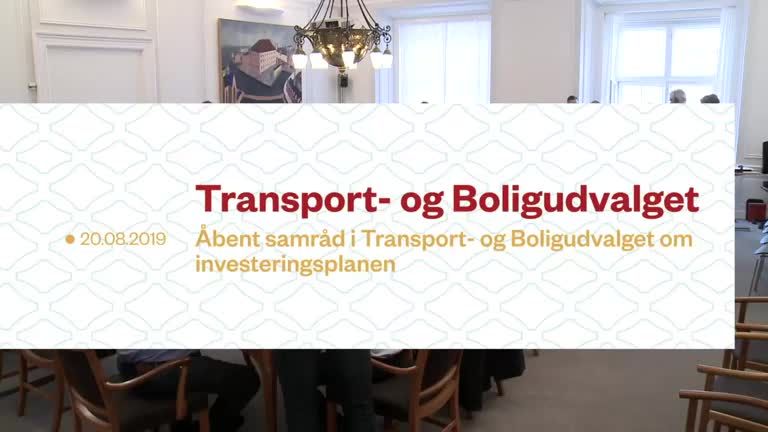 Transport- og Boligudvalget
20.08.2019
Åbent samråd i Transport- og Boligudvalget om
investeringsplanen